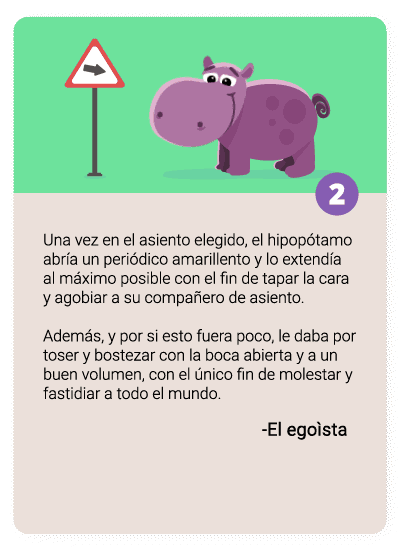 2
Una vez en el asiento elegido, el hipopótamo
abría un periódico amarillento y lo extendía
al máximo posible con el fin de tapar la cara
y agobiar a su compañero de asiento.
Además, y por si esto fuera poco, le daba por
toser y bostezar con la boca abierta y a un
buen volumen, con el único fin de molestar y
fastidiar a todo el mundo.
-El egoìsta